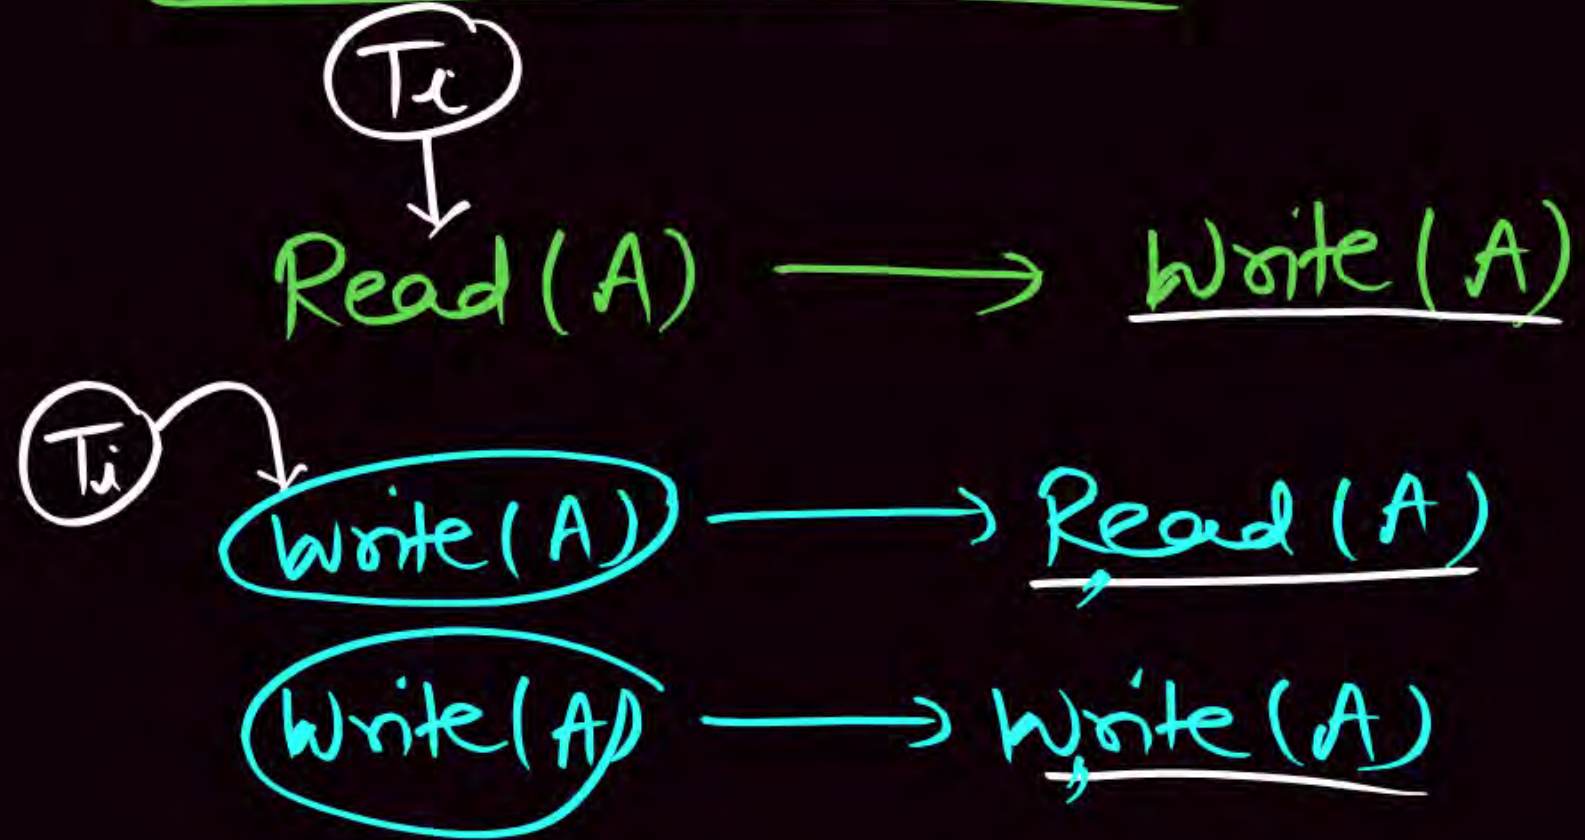 Ti
Read(A) → Write(A)
Ti
Write(A) → Read(A)
Write(A) → Write(A)